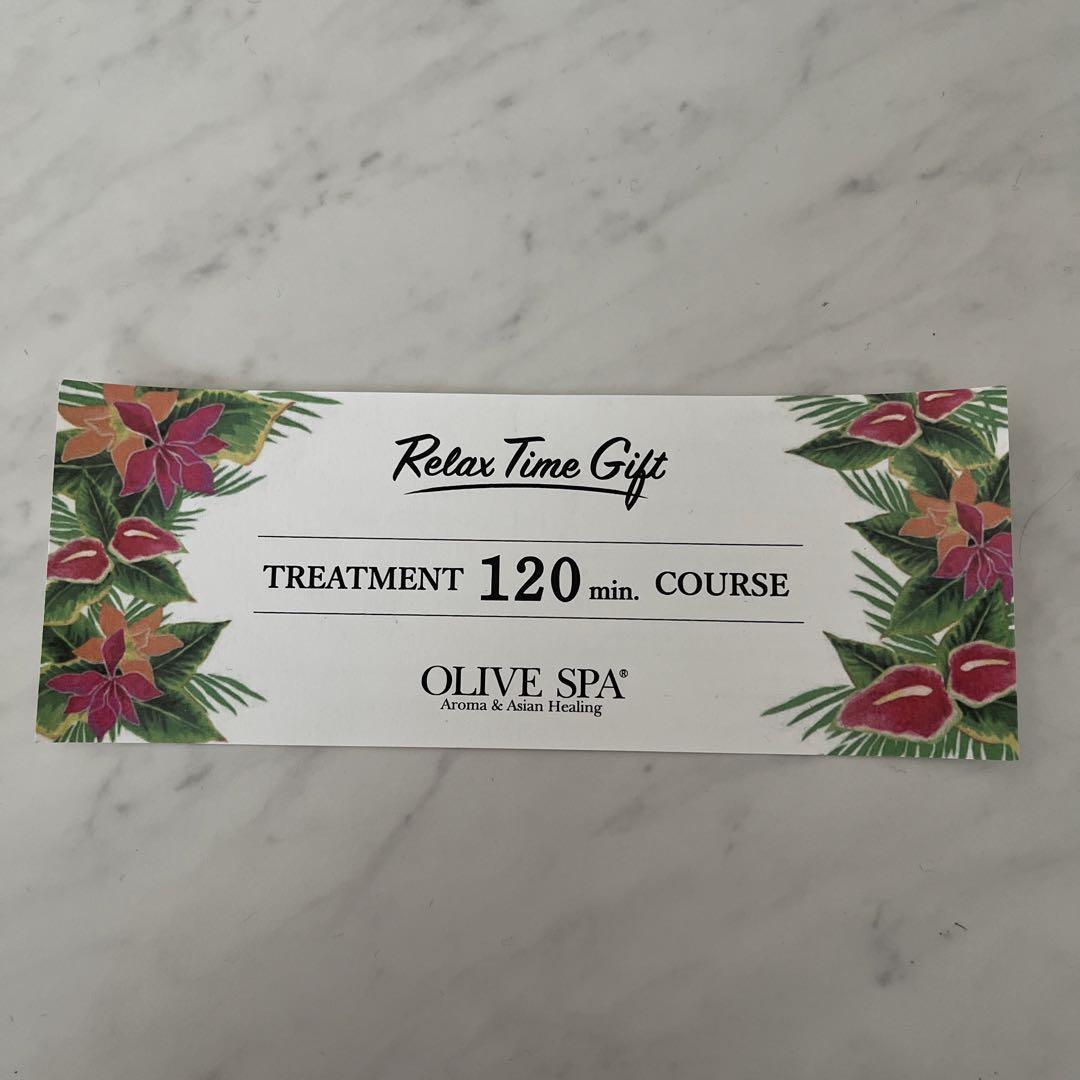 Relax Time Gift
TREATMENT 120 min. COURSE
OLIVE SPA®
Aroma & Asian Healing